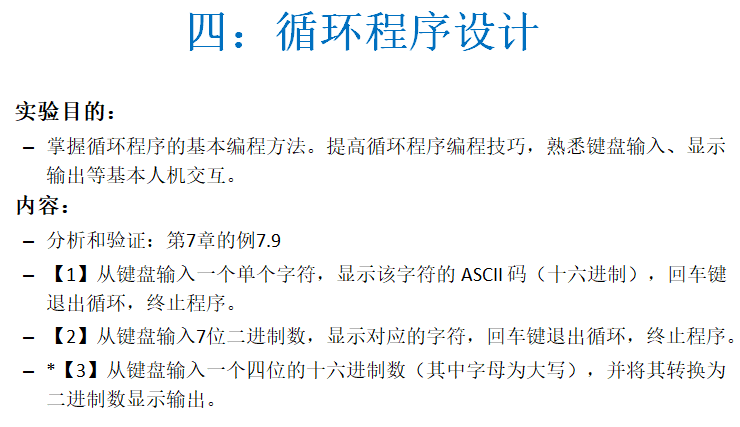 四：循环程序设计
实验目的：
– 掌握循环程序的基本编程方法。提高循环程序编程技巧，熟悉键盘输入、显示
输出等基本人机交互。
内容：
– 分析和验证：第7章的例7.9
– 【1】从键盘输入一个单个字符，显示该字符的 ASCII 码（十六进制），回车键
退出循环，终止程序。
– 【2】从键盘输入7位二进制数，显示对应的字符，回车键退出循环，终止程序。
– *【3】从键盘输入一个四位的十六进制数（其中字母为大写），并将其转换为
二进制数显示输出。